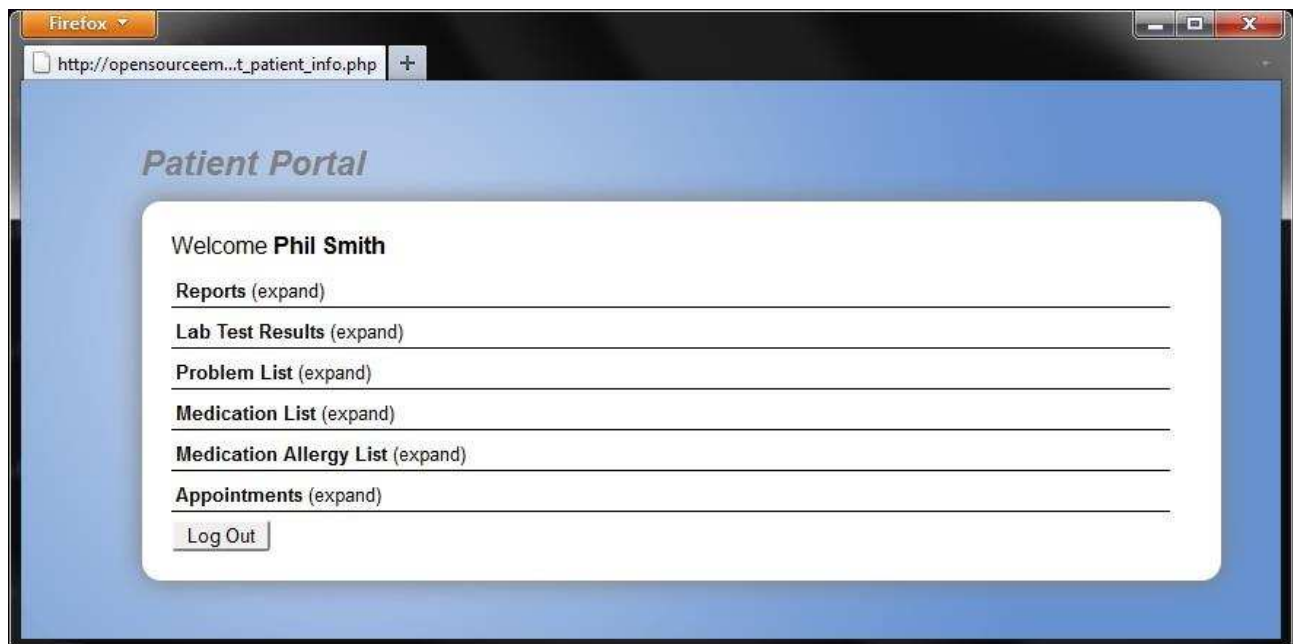 Firefox
http://opensourceem...t_patient_info.php
Patient Portal
Welcome Phil Smith
Reports (expand)
Lab Test Results (expand)
Problem List (expand)
Medication List (expand)
Medication Allergy List (expand)
Appointments (expand)
Log Out